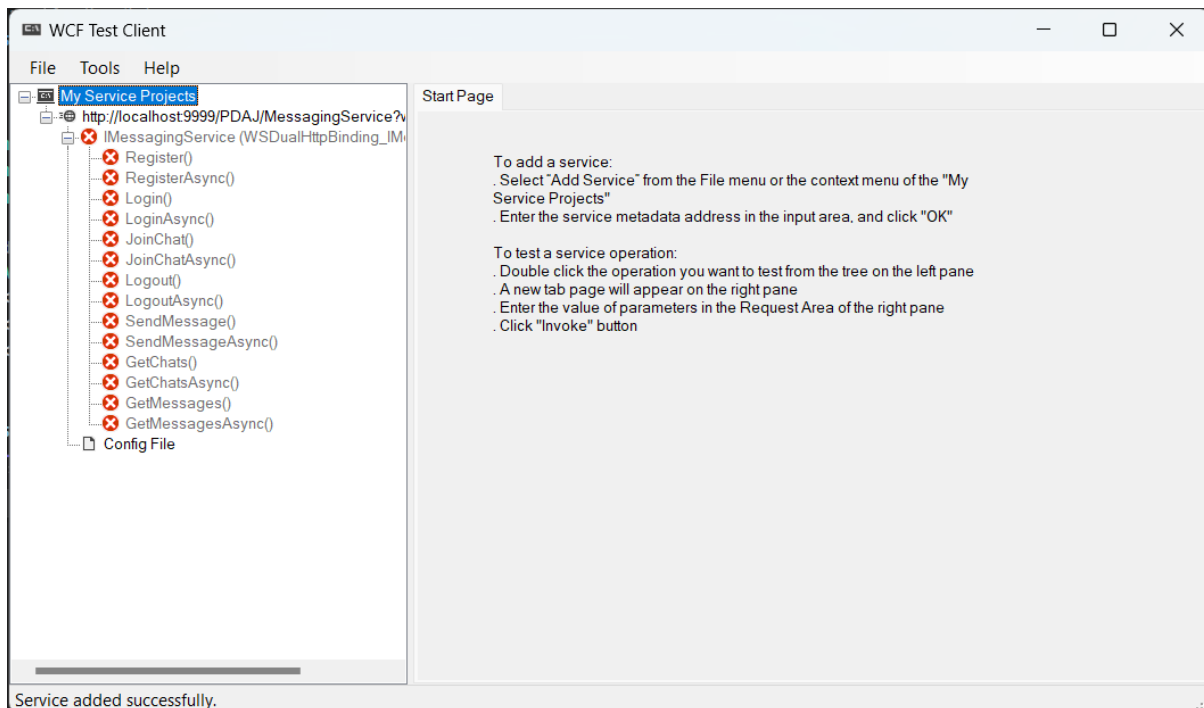 WCF Test Client
File Tools Help
My Service Projects
http://localhost:9999/PDAJ/MessagingService?v
IMessagingService (WSDualHttpBinding_IM
Register()
RegisterAsync()
Login()
LoginAsync()
JoinChat()
JoinChatAsync()
Logout()
LogoutAsync()
SendMessage()
SendMessageAsync()
GetChats()
GetChatsAsync()
GetMessages()
GetMessagesAsync()
Config File
Start Page
To add a service:
. Select "Add Service" from the File menu or the context menu of the "My
Service Projects"
. Enter the service metadata address in the input area, and click "OK"
To test a service operation:
. Double click the operation you want to test from the tree on the left pane
. A new tab page will appear on the right pane
. Enter the value of parameters in the Request Area of the right pane
. Click "Invoke" button
Service added successfully.